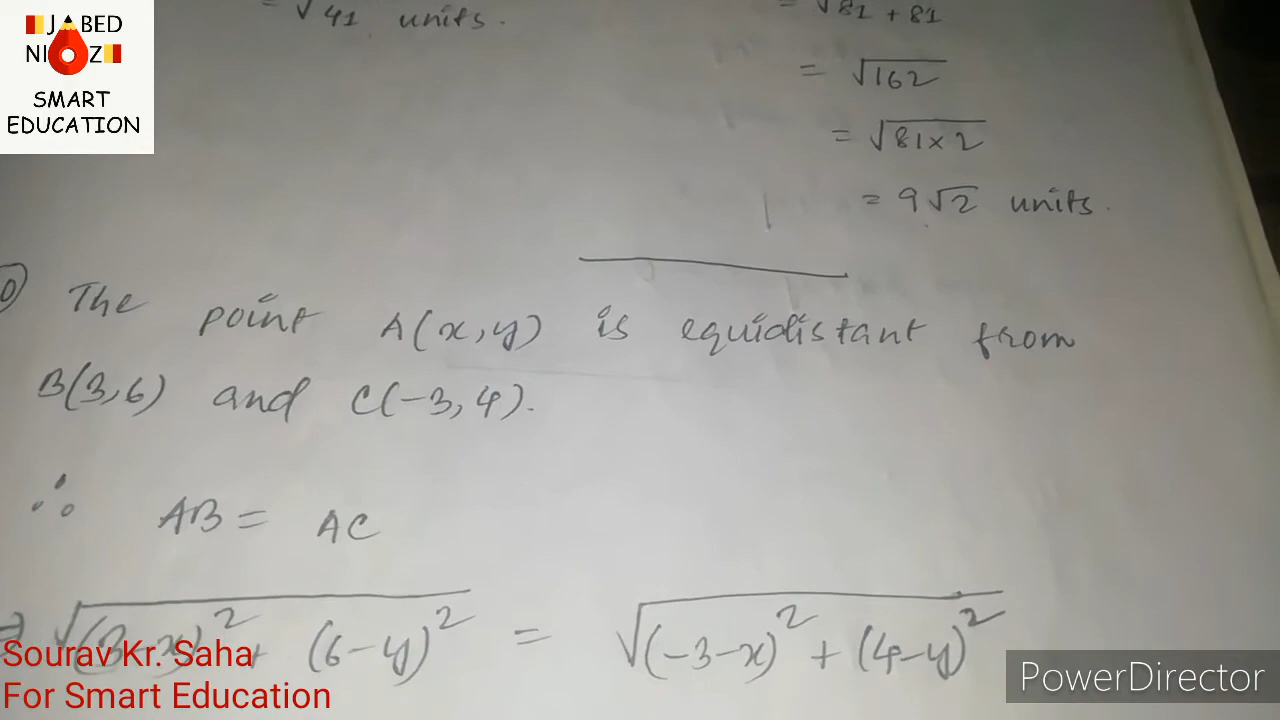 JABED
NIOZ
SMART
EDUCATION
= √41 units.
= √81 + 81
= √162
= √81×2
= 9√2 units.
The point A(x,y) is equidistant from
B(3,6) and C(-3,4).
∴ AB = AC
⇒ √(3-x)² + (6-y)² = √(-3-x)² + (4-y)²
Sourav Kr. Saha
For Smart Education
PowerDirector